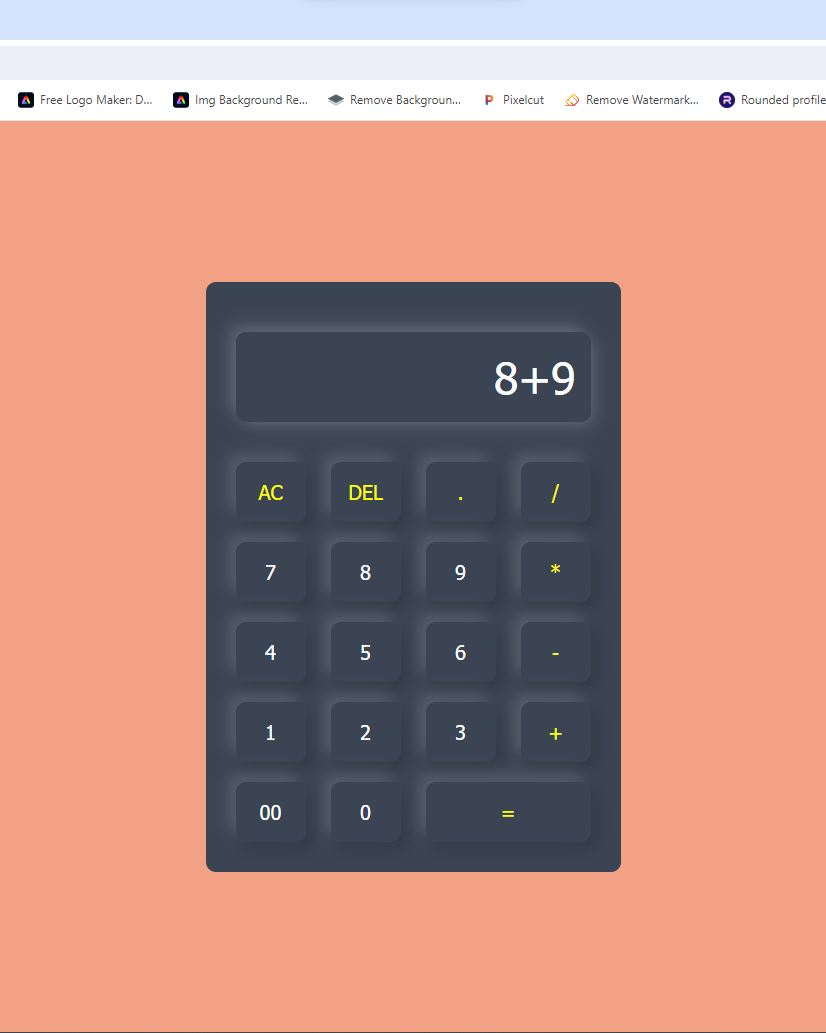 Free Logo Maker: D... Img Background Re... Remove Backgroun... Pixelcut Remove Watermark... Rounded profile
8+9
AC DEL . /
7 8 9 *
4 5 6 -
1 2 3 +
00 0 =